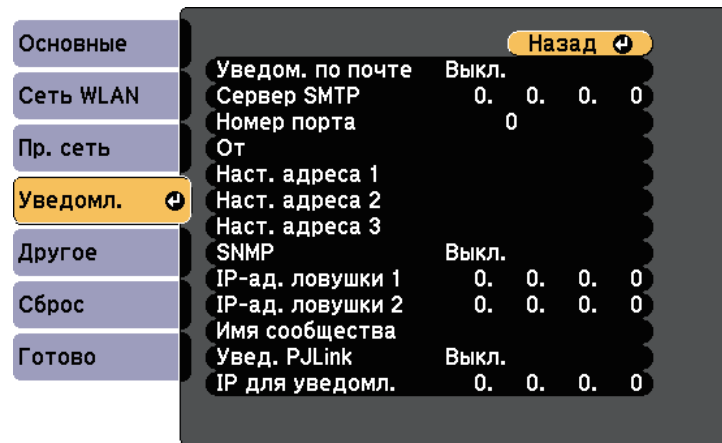 Основные
Сеть WLAN
Пр. сеть
Уведомл.
Другое
Сброс
Готово
Назад
Уведом. по почте Выкл.
Сервер SMTP 0. 0. 0. 0
Номер порта 0
От
Наст. адреса 1
Наст. адреса 2
Наст. адреса 3
SNMP Выкл.
IP-ад. ловушки 1 0. 0. 0. 0
IP-ад. ловушки 2 0. 0. 0. 0
Имя сообщества
Увед. PJLink Выкл.
IP для уведомл. 0. 0. 0. 0